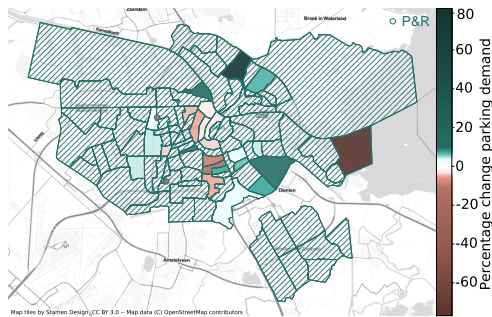 Zaandam
Broek in Waterland
P&R
Diemen
Amstelveen
Map tiles by Stamen Design, CC BY 3.0 -- Map data (C) OpenStreetMap contributors
80
60
40
20
0
-20
-40
-60
Percentage change parking demand